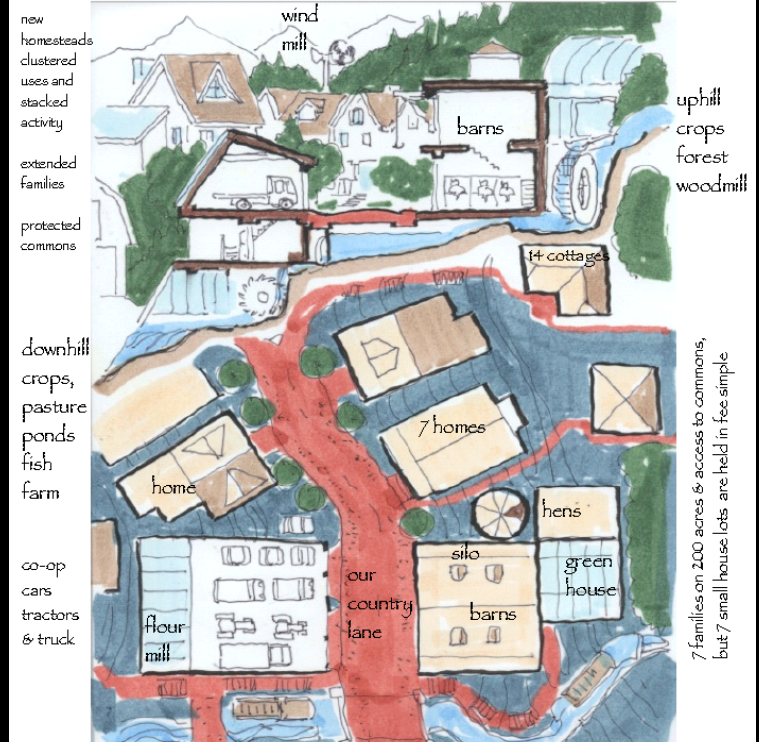 new
homesteads
clustered
uses and
stacked
activity
extended
families
protected
commons
wind
mill
barns
uphill
crops
forest
woodmill
14 cottages
downhill
crops,
pasture
ponds
fish
farm
7 homes
home
hens
silo
green
house
barns
our
country
lane
flour
mill
co-op
cars
tractors
& truck
7 families on 200 acres & access to commons,
but 7 small house lots are held in fee simple